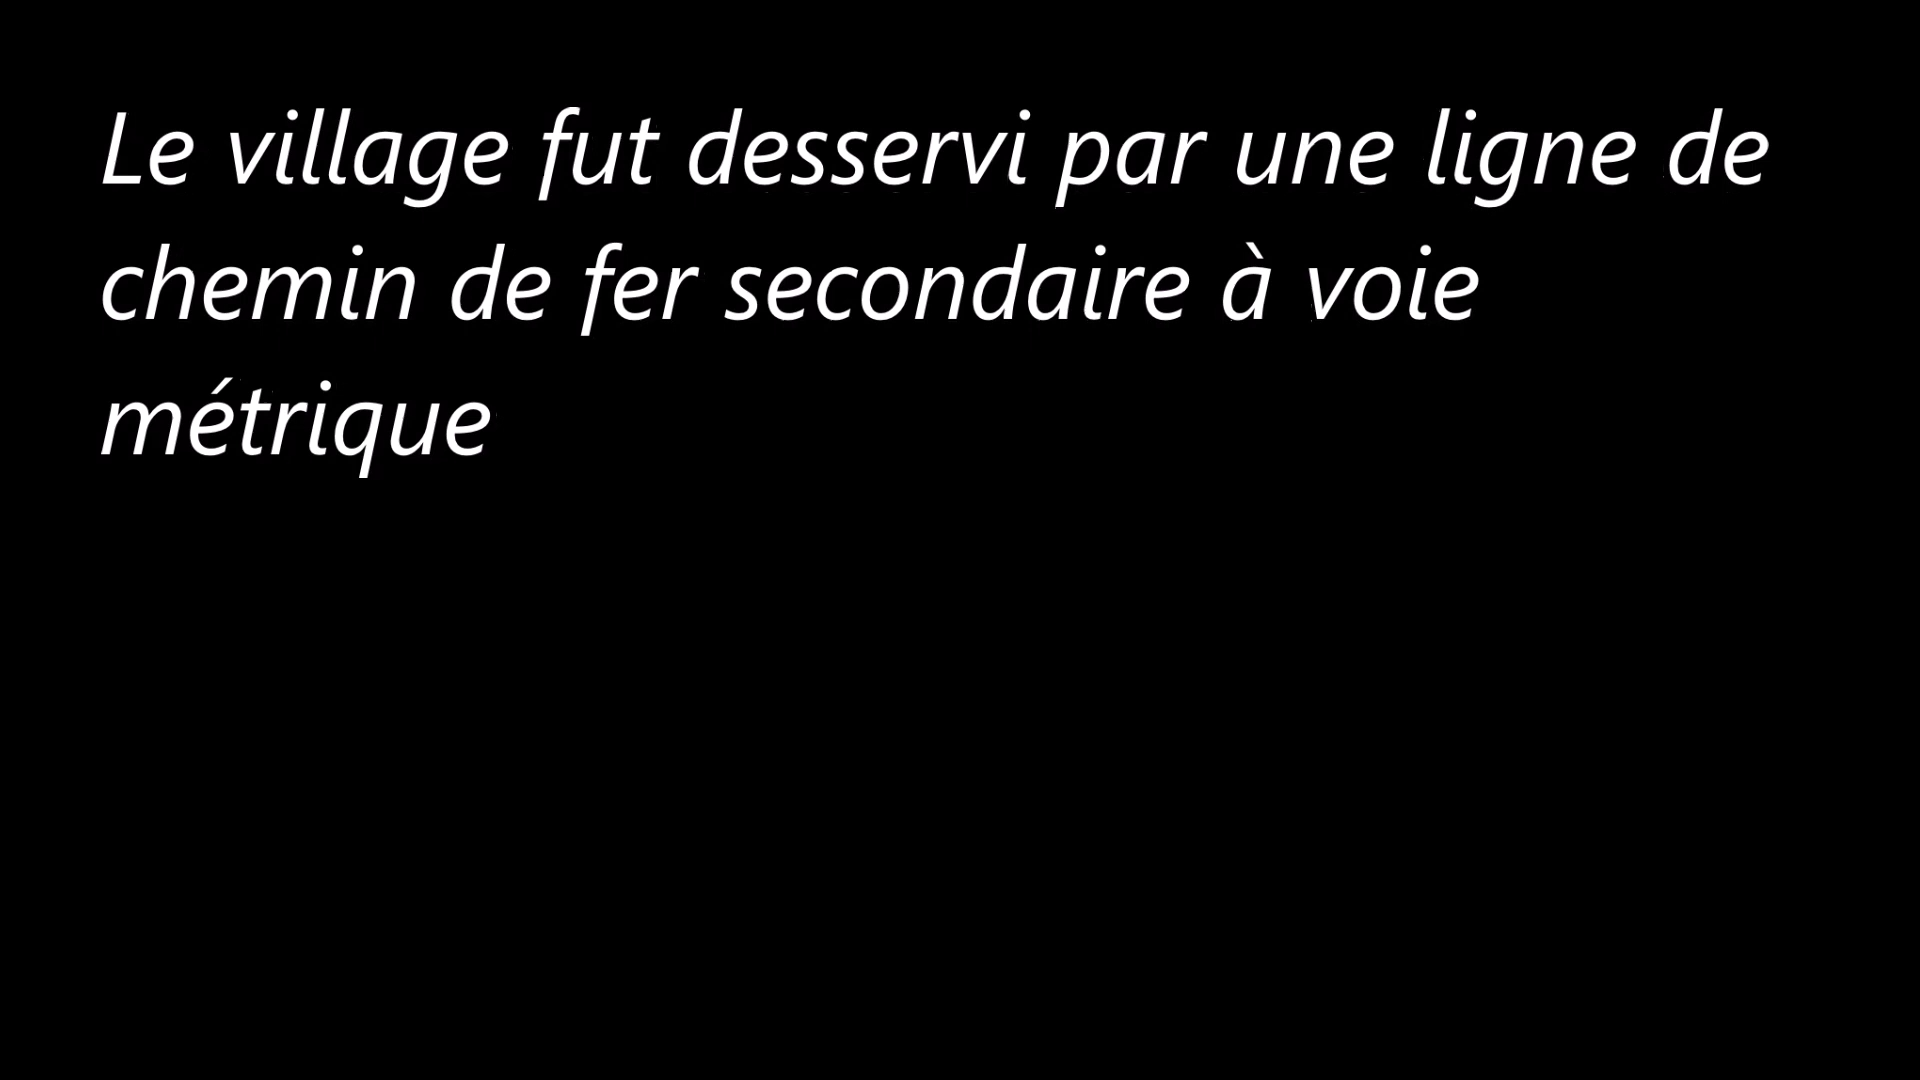 Le village fut desservi par une ligne de
chemin de fer secondaire à voie
métrique